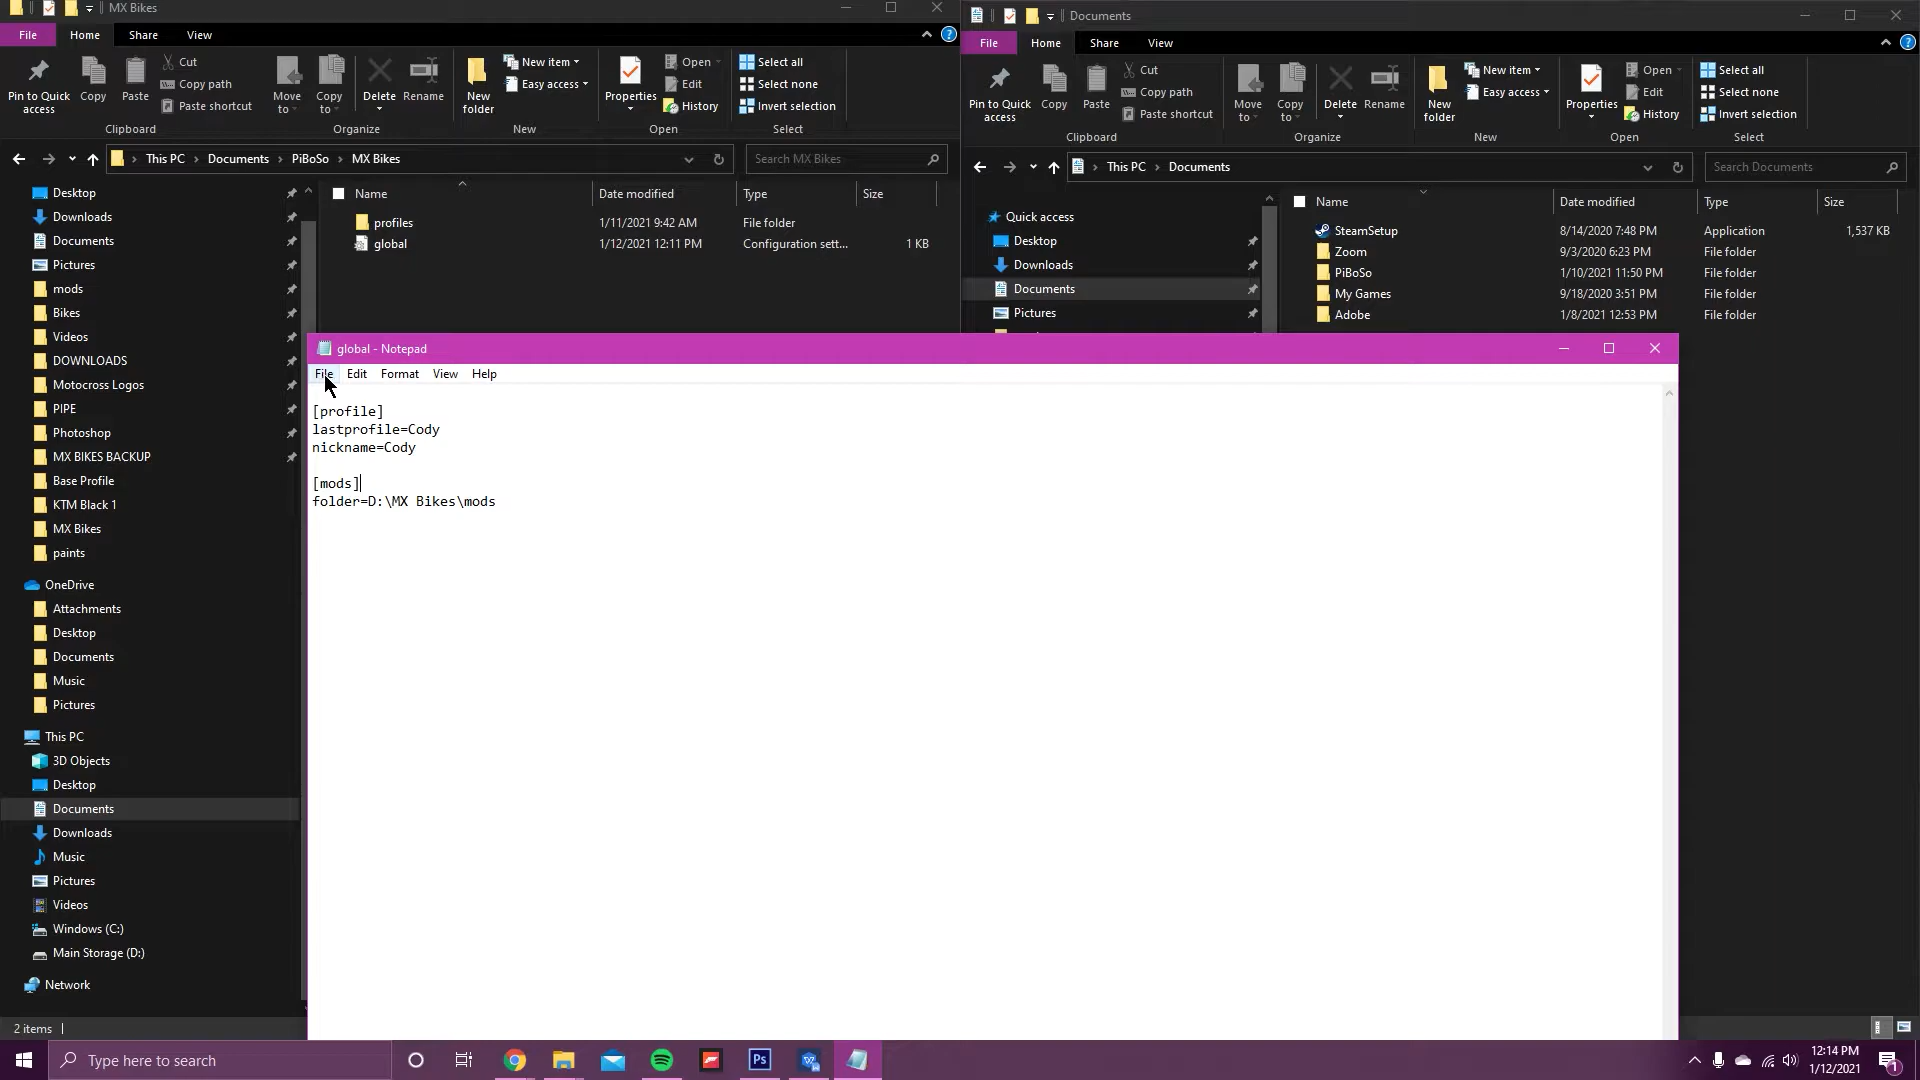 MX Bikes
File Home Share View
Pin to Quick access
Copy
Paste
Cut
Copy path
Paste shortcut
Clipboard
Move to
Copy to
Delete
Rename
Organize
New folder
New item
Easy access
New
Properties
Open
Edit
History
Open
Select all
Select none
Invert selection
Select
This PC Documents PiBoSo MX Bikes
Search MX Bikes
Name Date modified Type Size
profiles 1/11/2021 9:42 AM File folder
global 1/12/2021 12:11 PM Configuration sett... 1 KB
Desktop
Downloads
Documents
Pictures
mods
Bikes
Videos
DOWNLOADS
Motocross Logos
PIPE
Photoshop
MX BIKES BACKUP
Base Profile
KTM Black 1
MX Bikes
paints
OneDrive
Attachments
Desktop
Documents
Music
Pictures
This PC
3D Objects
Desktop
Documents
Downloads
Music
Pictures
Videos
Windows (C:)
Main Storage (D:)
Network
2 items
Documents
File Home Share View
Pin to Quick access
Copy
Paste
Cut
Copy path
Paste shortcut
Clipboard
Move to
Copy to
Delete
Rename
Organize
New folder
New item
Easy access
New
Properties
Open
Edit
History
Open
Select all
Select none
Invert selection
Select
This PC Documents
Search Documents
Quick access
Desktop
Downloads
Documents
Pictures
Name Date modified Type Size
SteamSetup 8/14/2020 7:48 PM Application 1,537 KB
Zoom 9/3/2020 6:23 PM File folder
PiBoSo 1/10/2021 11:50 PM File folder
My Games 9/18/2020 3:51 PM File folder
Adobe 1/8/2021 12:53 PM File folder
global - Notepad
File Edit Format View Help
[profile]
lastprofile=Cody
nickname=Cody
[mods]
folder=D:\MX Bikes\mods
Type here to search
Ps
12:14 PM
1/12/2021
1